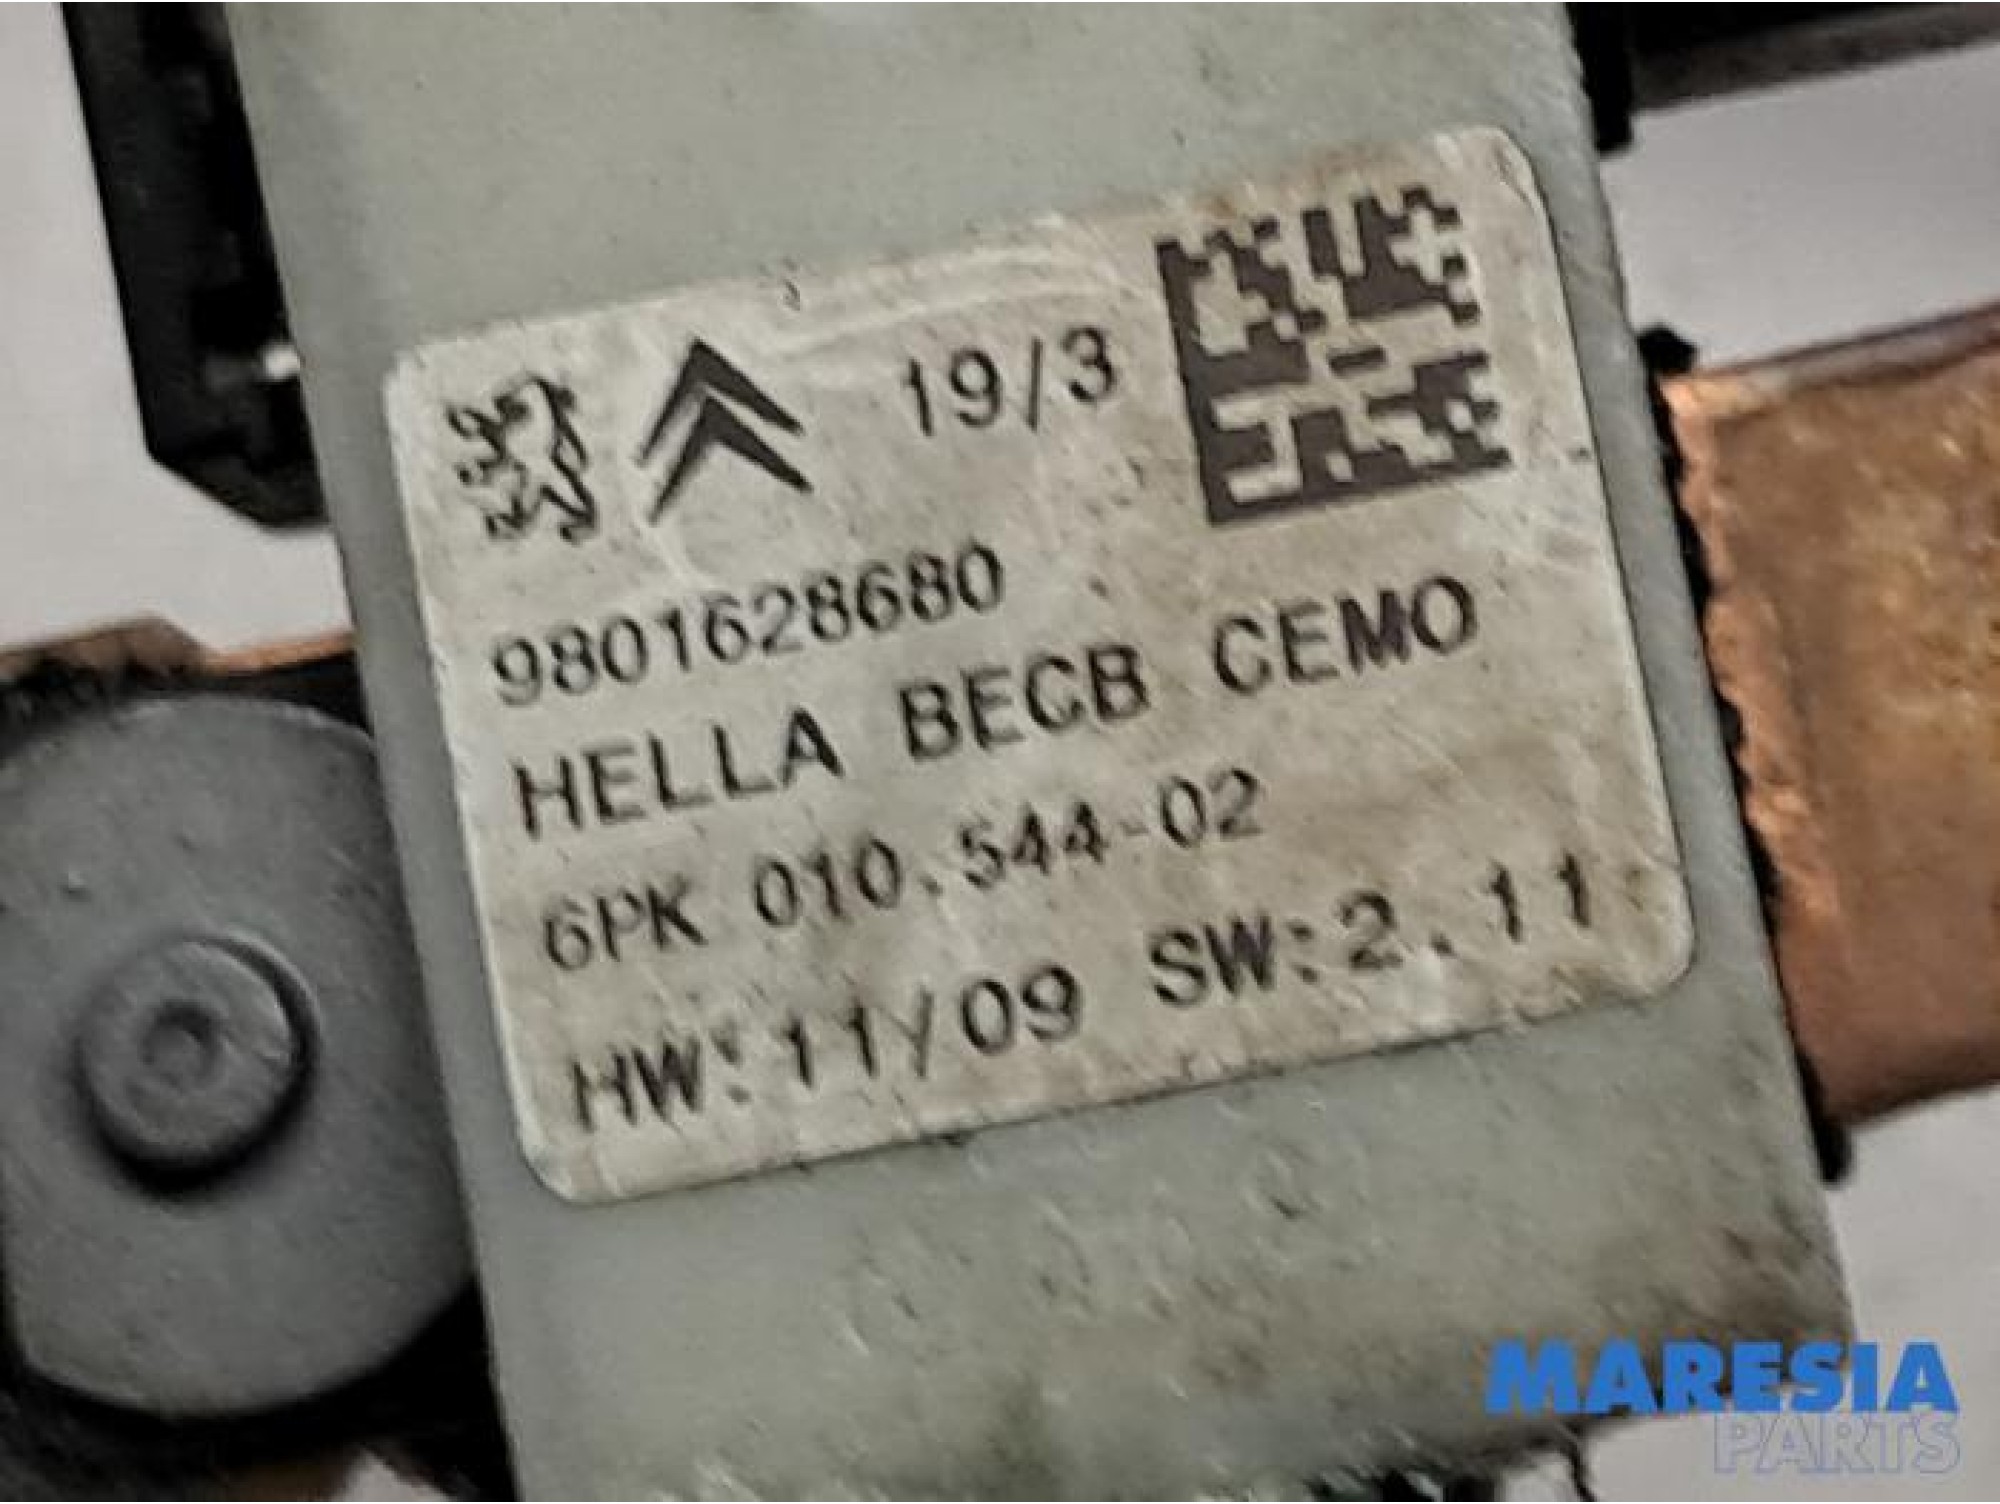 19/3
9801628680
HELLA BECB CEMO
6PK 010.544-02
HW:11/09 SW:2.11
MARESIA
PARTS